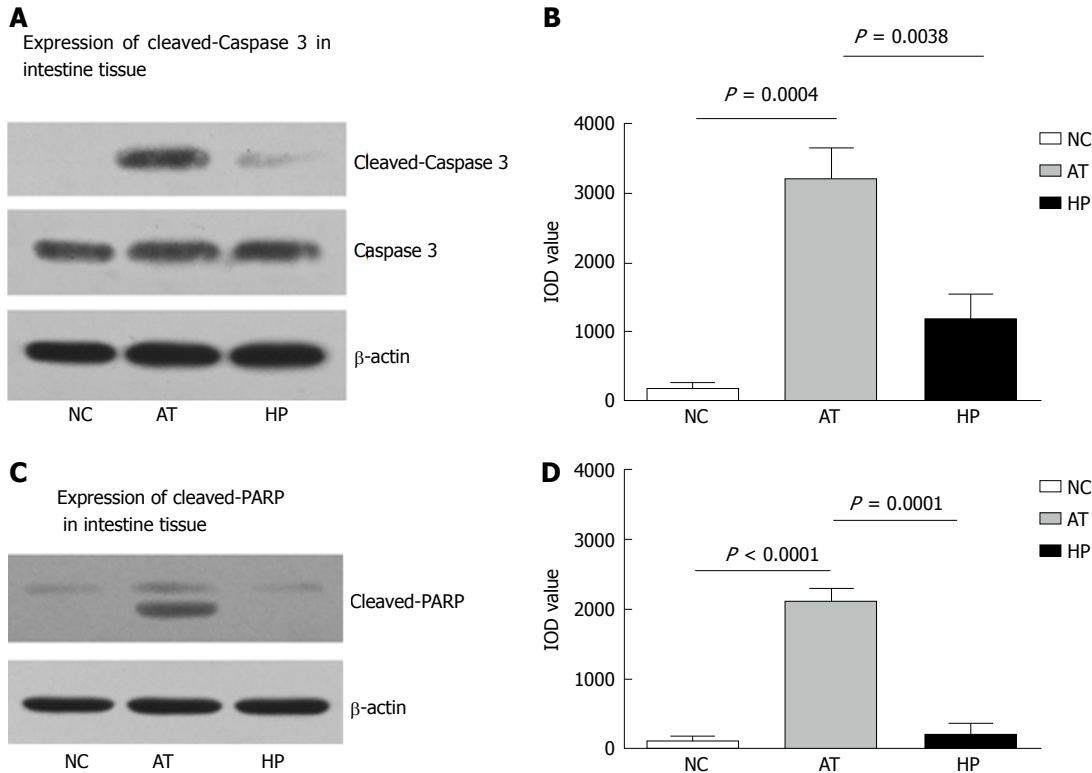 A
Expression of cleaved-Caspase 3 in
intestine tissue
Cleaved-Caspase 3
Caspase 3
β-actin
NC AT HP
B
P = 0.0038
P = 0.0004
4000
3000
2000
1000
0
IOD value
NC AT HP
NC
AT
HP
C
Expression of cleaved-PARP
in intestine tissue
Cleaved-PARP
β-actin
NC AT HP
D
P = 0.0001
P < 0.0001
4000
3000
2000
1000
0
IOD value
NC AT HP
NC
AT
HP